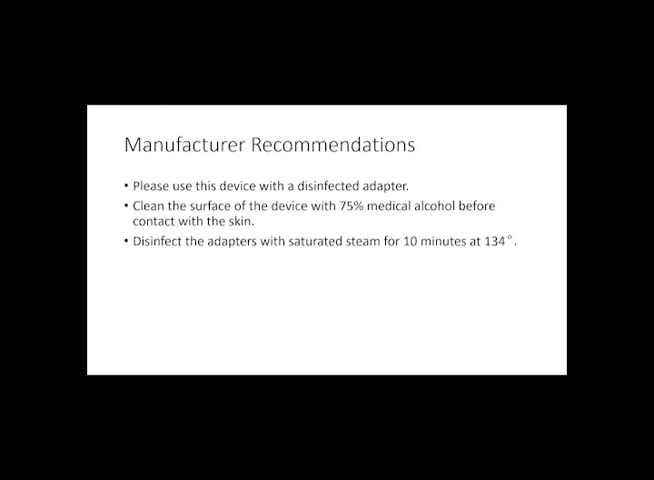 Manufacturer Recommendations
• Please use this device with a disinfected adapter.
• Clean the surface of the device with 75% medical alcohol before
contact with the skin.
• Disinfect the adapters with saturated steam for 10 minutes at 134°.